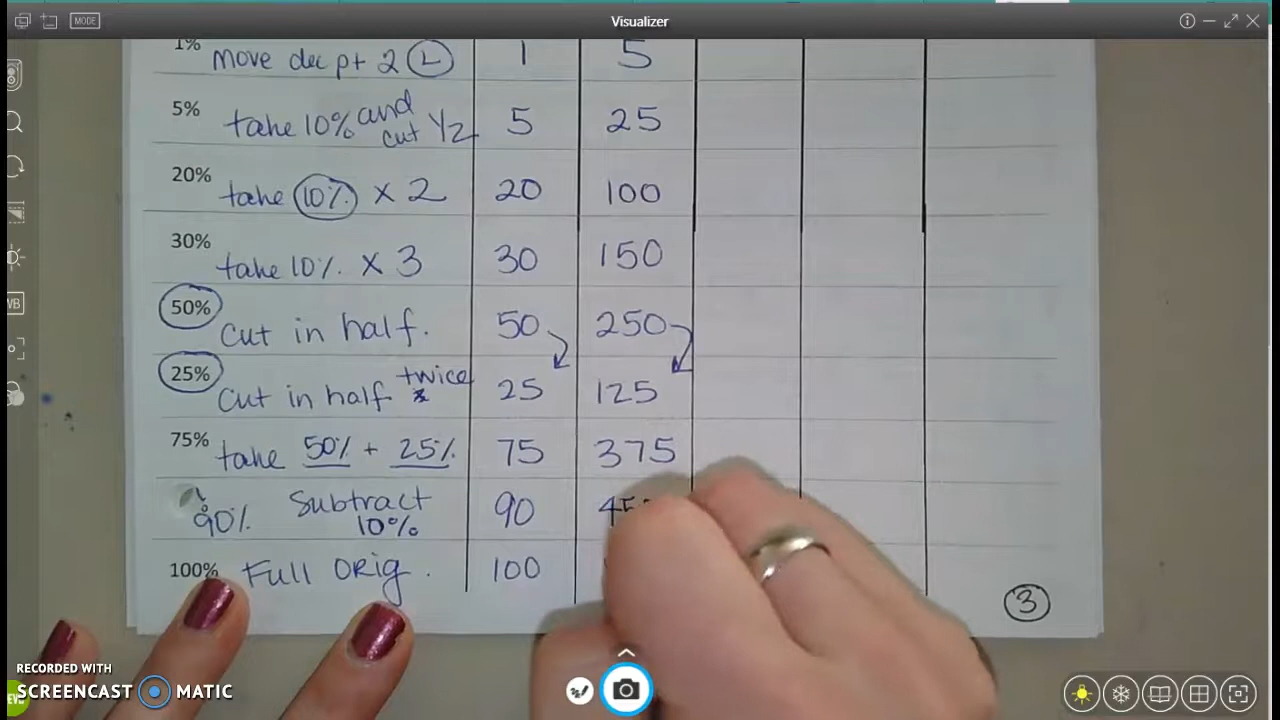 MODE
Visualizer
1%
move dec pt 2 L
1
5
5%
take 10% and
cut 1/2
5
25
20%
take 10% x 2
20
100
30%
take 10% x 3
30
150
50%
cut in half.
50
250
25%
cut in half twice
25
125
75%
take 50% + 25%
75
375
90%
Subtract
10%
90
45
100%
Full orig.
100
3
WB
RECORDED WITH
SCREENCAST MATIC